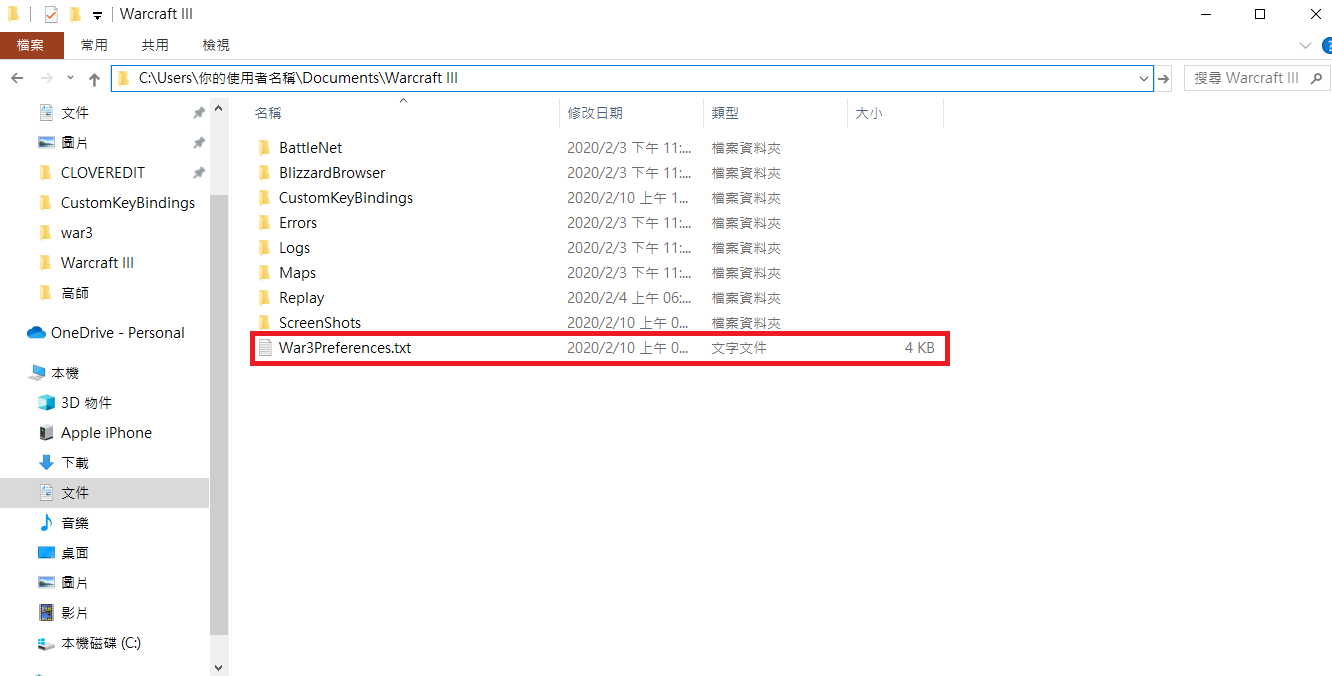 Warcraft III
檔案 常用 共用 檢視
C:\Users\你的使用者名稱\Documents\Warcraft III
搜尋 Warcraft III
文件
圖片
CLOVEREDIT
CustomKeyBindings
war3
Warcraft III
高師
OneDrive - Personal
本機
3D 物件
Apple iPhone
下載
文件
音樂
桌面
圖片
影片
本機磁碟 (C:)
名稱 修改日期 類型 大小
BattleNet 2020/2/3 下午 11:... 檔案資料夾
BlizzardBrowser 2020/2/3 下午 11:... 檔案資料夾
CustomKeyBindings 2020/2/10 上午 1... 檔案資料夾
Errors 2020/2/3 下午 11:... 檔案資料夾
Logs 2020/2/3 下午 11:... 檔案資料夾
Maps 2020/2/3 下午 11:... 檔案資料夾
Replay 2020/2/4 上午 06:... 檔案資料夾
ScreenShots 2020/2/10 上午 0... 檔案資料夾
War3Preferences.txt 2020/2/10 上午 0... 文字文件 4 KB